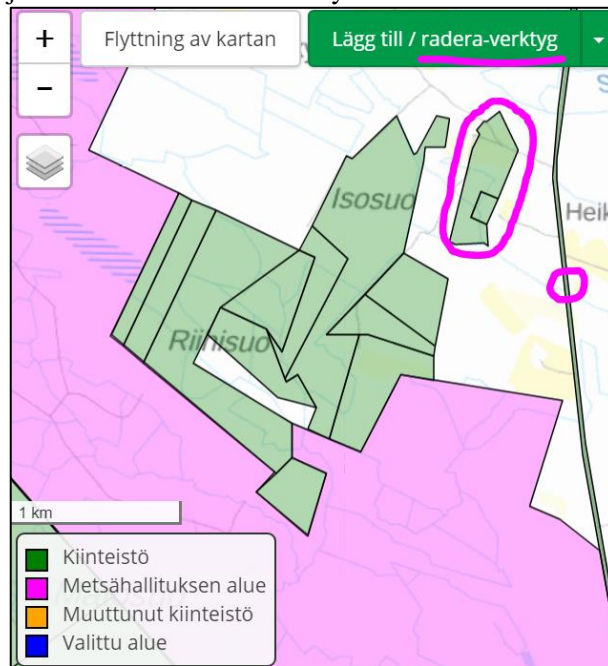 +
Flyttning av kartan
Lägg till / radera-verktyg
−
Isosuo
Heik
Riihisuo
1 km
Kiinteistö
Metsähallituksen alue
Muuttunut kiinteistö
Valittu alue